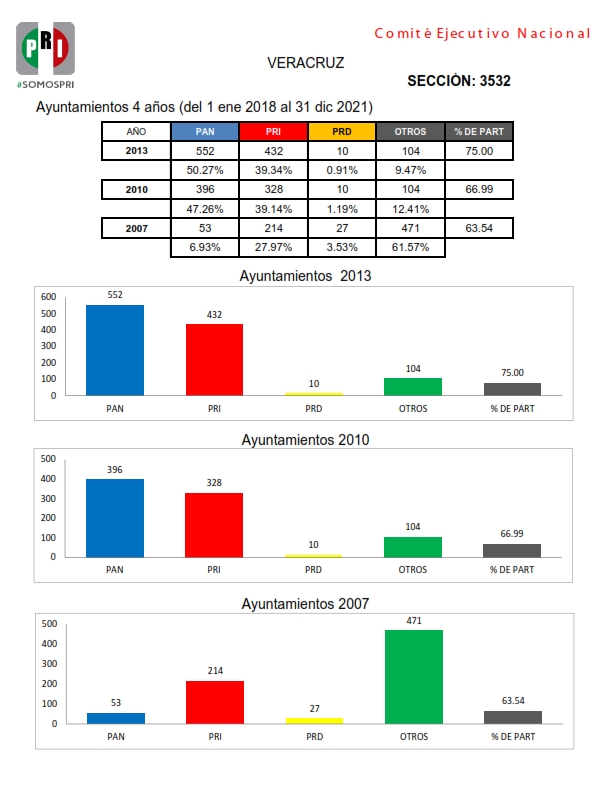 Comité Ejecutivo Nacional
PRI
#SOMOSPRI
VERACRUZ
SECCIÓN: 3532
Ayuntamientos 4 años (del 1 ene 2018 al 31 dic 2021)
AÑO PAN PRI PRD OTROS % DE PART
2013 552 432 10 104 75.00
50.27% 39.34% 0.91% 9.47%
2010 396 328 10 104 66.99
47.26% 39.14% 1.19% 12.41%
2007 53 214 27 471 63.54
6.93% 27.97% 3.53% 61.57%
Ayuntamientos 2013
600
500
400
300
200
100
0
552
432
10
104
75.00
PAN PRI PRD OTROS % DE PART
Ayuntamientos 2010
500
400
300
200
100
0
396
328
10
104
66.99
PAN PRI PRD OTROS % DE PART
Ayuntamientos 2007
500
400
300
200
100
0
53
214
27
471
63.54
PAN PRI PRD OTROS % DE PART